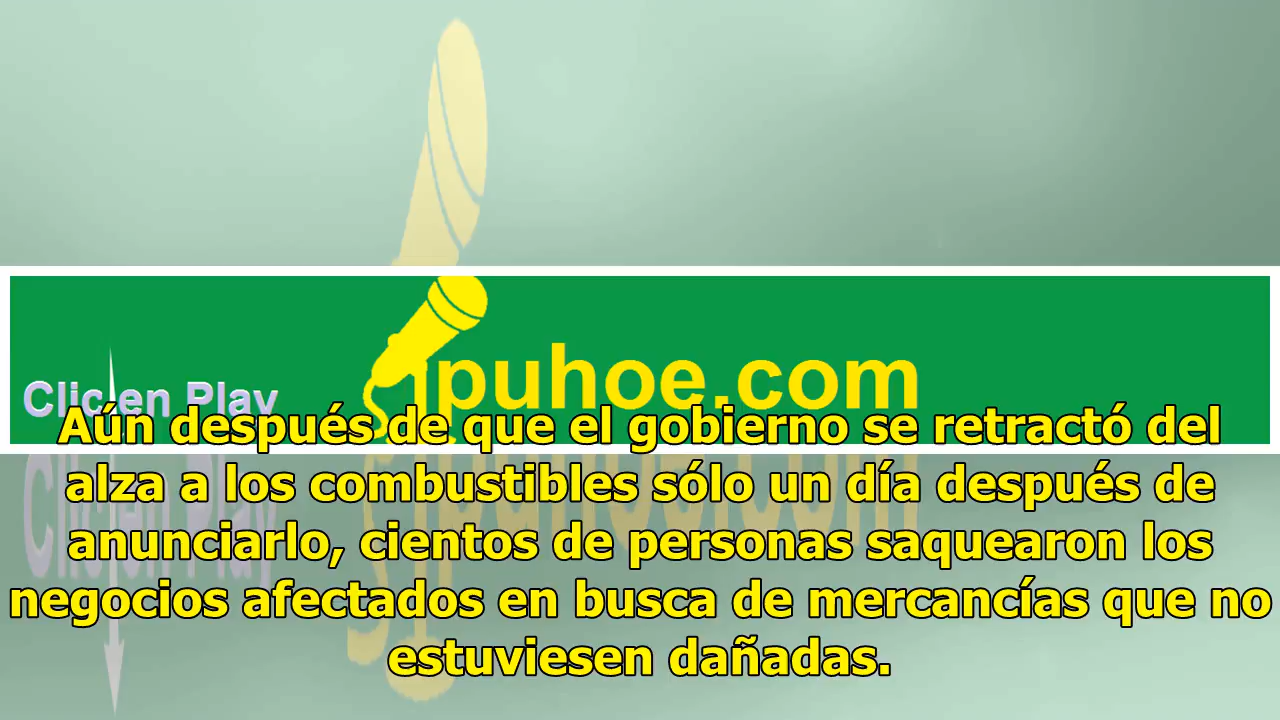 Clic en Play
ipuhoe.com
Aún después de que el gobierno se retractó del
alza a los combustibles sólo un día después de
anunciarlo, cientos de personas saquearon los
negocios afectados en busca de mercancías que no
estuviesen dañadas.